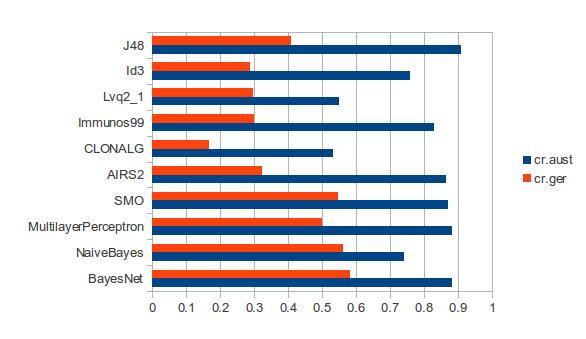 J48
Id3
Lvq2_1
Immunos99
CLONALG
AIRS2
SMO
MultilayerPerceptron
NaiveBayes
BayesNet
cr.aust
cr.ger
0 0.1 0.2 0.3 0.4 0.5 0.6 0.7 0.8 0.9 1